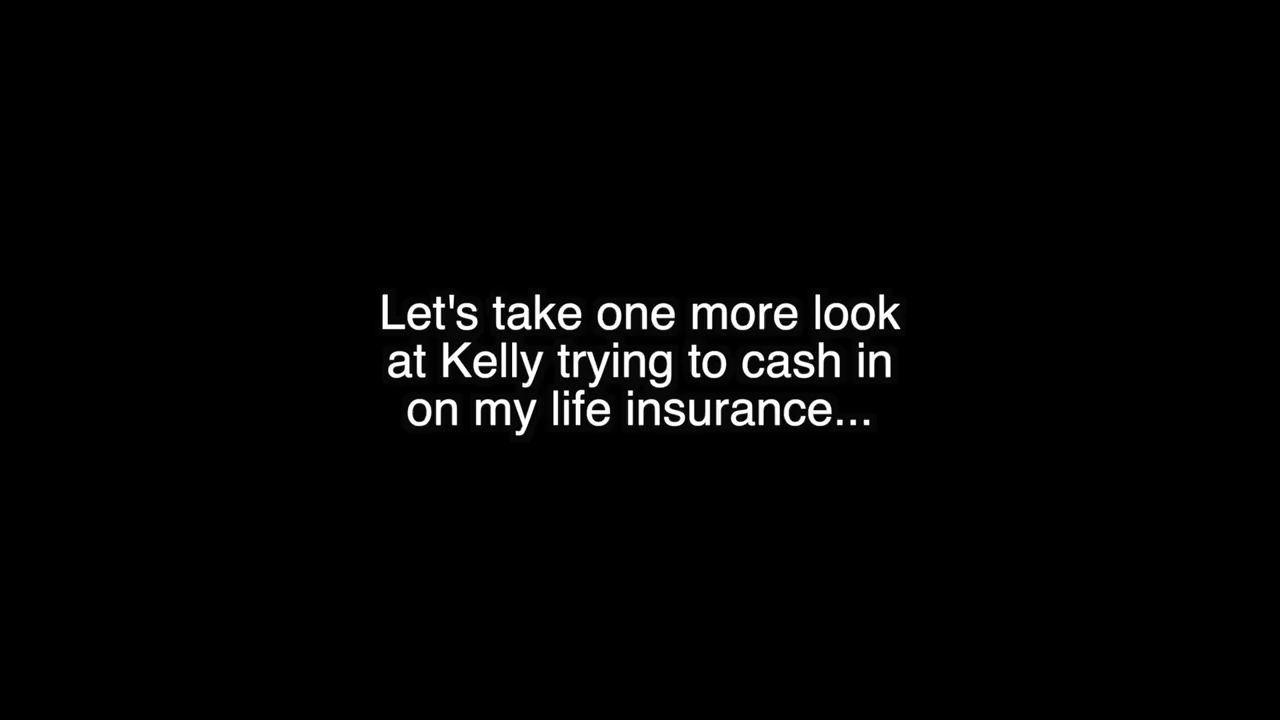 Let's take one more look
at Kelly trying to cash in
on my life insurance...